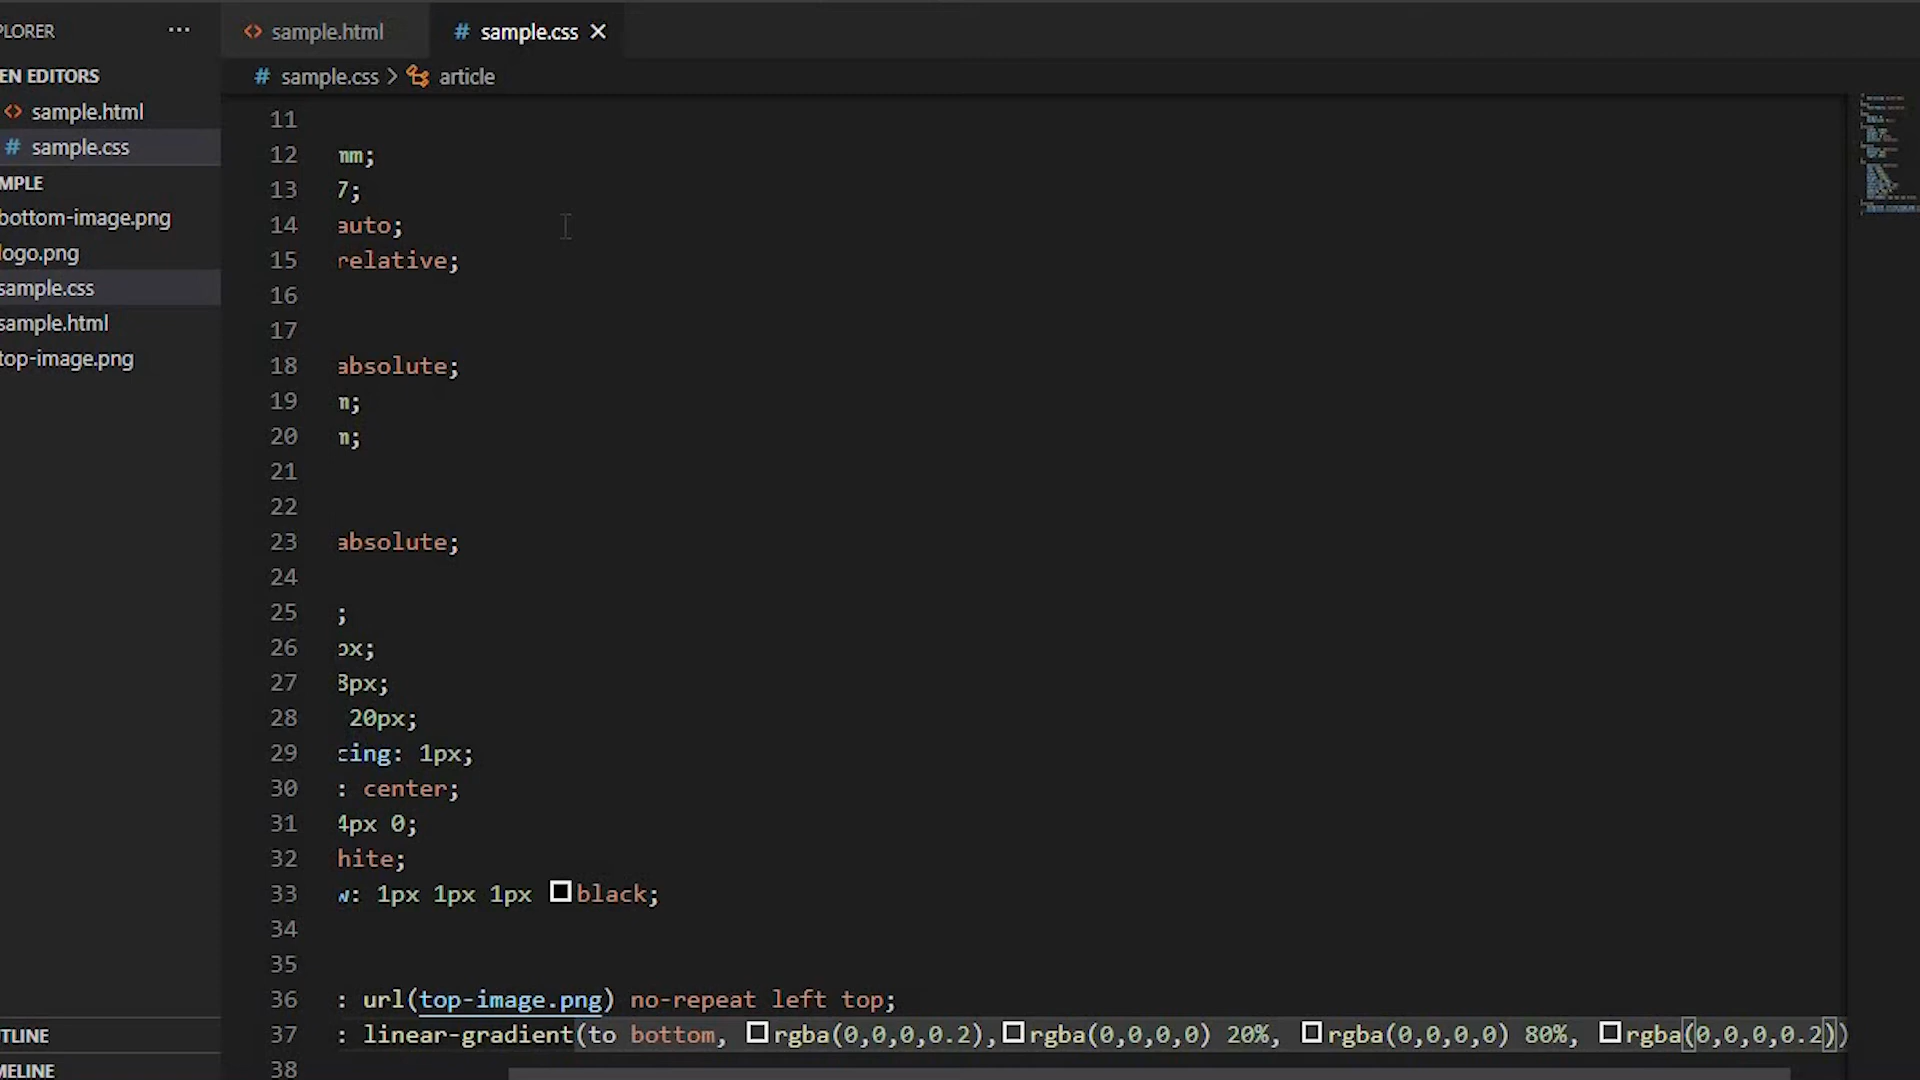 PLORER ...
sample.html
sample.css
EN EDITORS
sample.html
sample.css
MPLE
bottom-image.png
logo.png
sample.css
sample.html
top-image.png
UTLINE
MELINE
# sample.css > article
11
12 mm;
13 7;
14 auto;
15 relative;
16
17
18 absolute;
19 m;
20 m;
21
22
23 absolute;
24
25 ;
26 px;
27 8px;
28 20px;
29 cing: 1px;
30 : center;
31 4px 0;
32 hite;
33 w: 1px 1px 1px black;
34
35
36 : url(top-image.png) no-repeat left top;
37 : linear-gradient(to bottom, rgba(0,0,0,0.2),rgba(0,0,0,0) 20%, rgba(0,0,0,0) 80%, rgba(0,0,0,0.2))
38